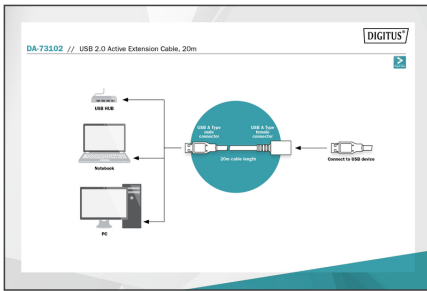 DIGITUS®
DA-73102 // USB 2.0 Active Extension Cable, 20m
USB HUB
USB A Type
male
connector
USB A Type
female
connector
20m cable length
Connect to USB device
Notebook
PC